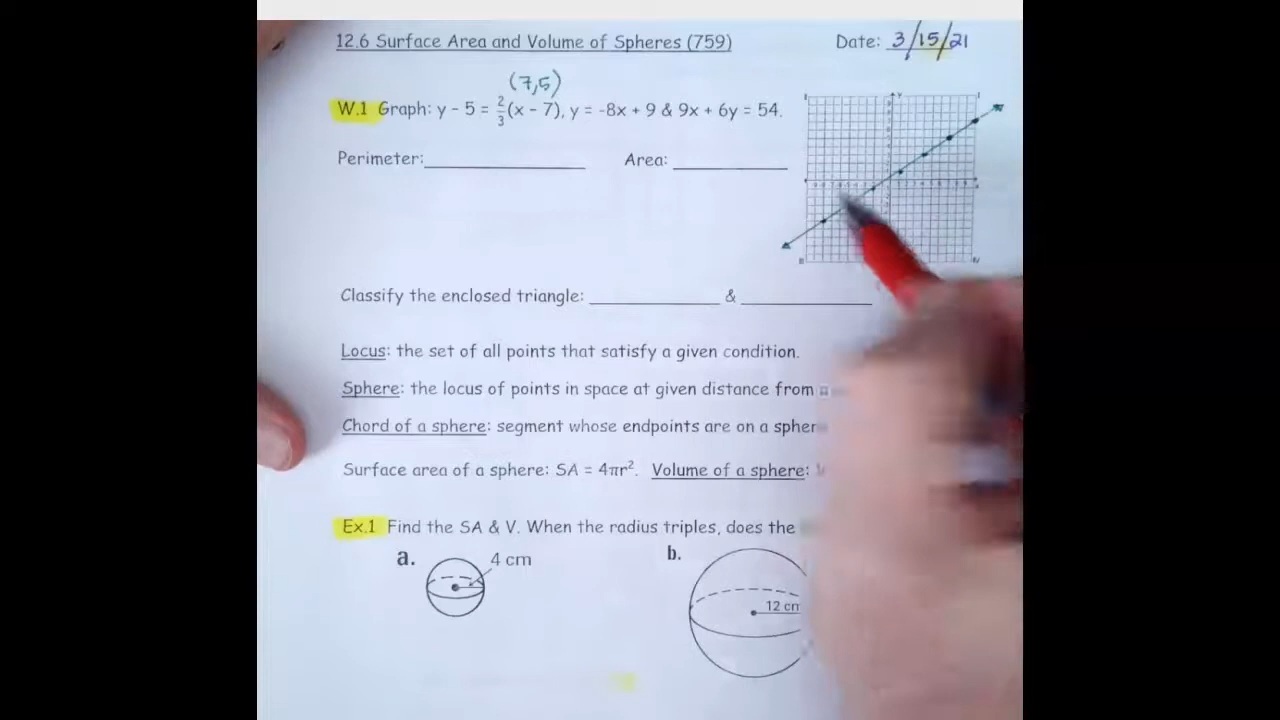 12.6 Surface Area and Volume of Spheres (759) Date: 3/15/21
(7,5)
W.1 Graph: y - 5 = 2/3(x - 7), y = -8x + 9 & 9x + 6y = 54.
Perimeter: Area:
Classify the enclosed triangle: &
Locus: the set of all points that satisfy a given condition.
Sphere: the locus of points in space at given distance from
Chord of a sphere: segment whose endpoints are on a spher
Surface area of a sphere: SA = 4πr². Volume of a sphere:
Ex.1 Find the SA & V. When the radius triples, does the
a. 4 cm b.
12 cm